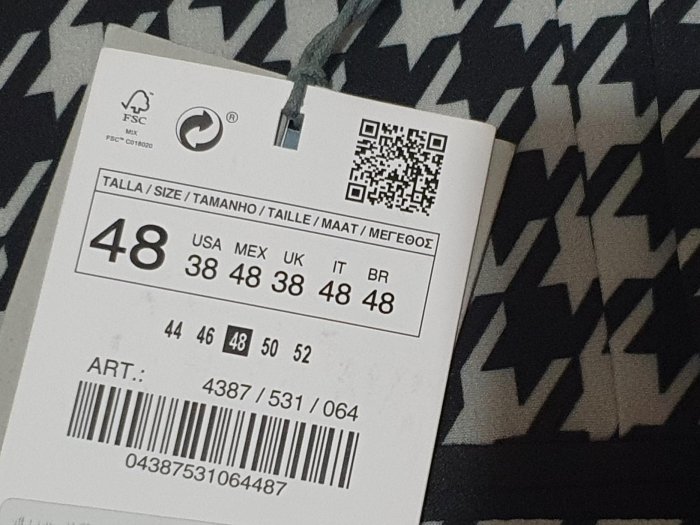 FSC
MIX
FSC™ C018020
®
TALLA / SIZE / TAMANHO / TAILLE / MAAT / ΜΕΓΕΘΟΣ
48
USA MEX UK IT BR
38 48 38 48 48
44 46 48 50 52
ART.: 4387 / 531 / 064
04387531064487